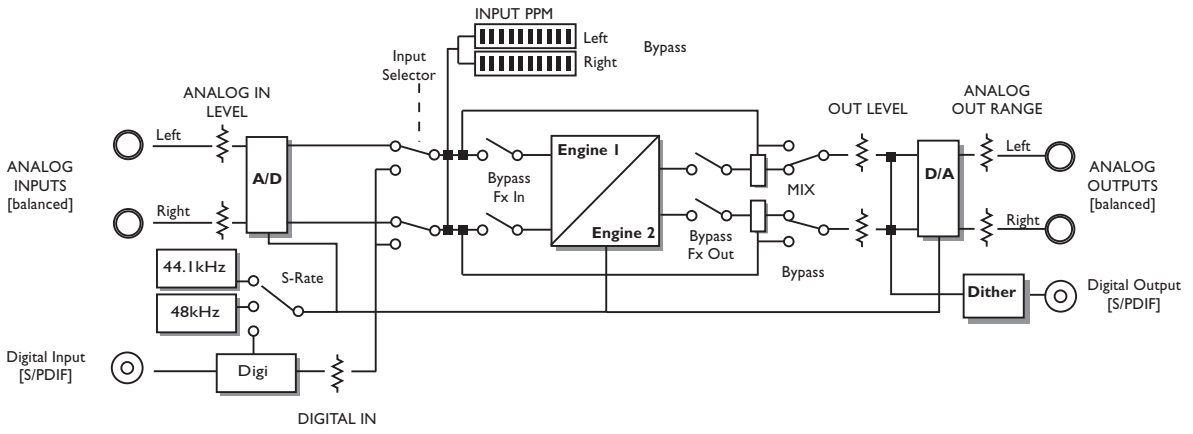 INPUT PPM
Left
Right
Bypass
Input
Selector
ANALOG IN
LEVEL
Left
OUT LEVEL
ANALOG
OUT RANGE
ANALOG
INPUTS
[balanced]
A/D
Bypass
Fx In
Engine 1
Engine 2
MIX
D/A
Left
ANALOG
OUTPUTS
[balanced]
Right
Bypass
Fx Out
Bypass
Right
44.1kHz
S-Rate
48kHz
Dither
Digital Output
[S/PDIF]
Digital Input
[S/PDIF]
Digi
DIGITAL IN